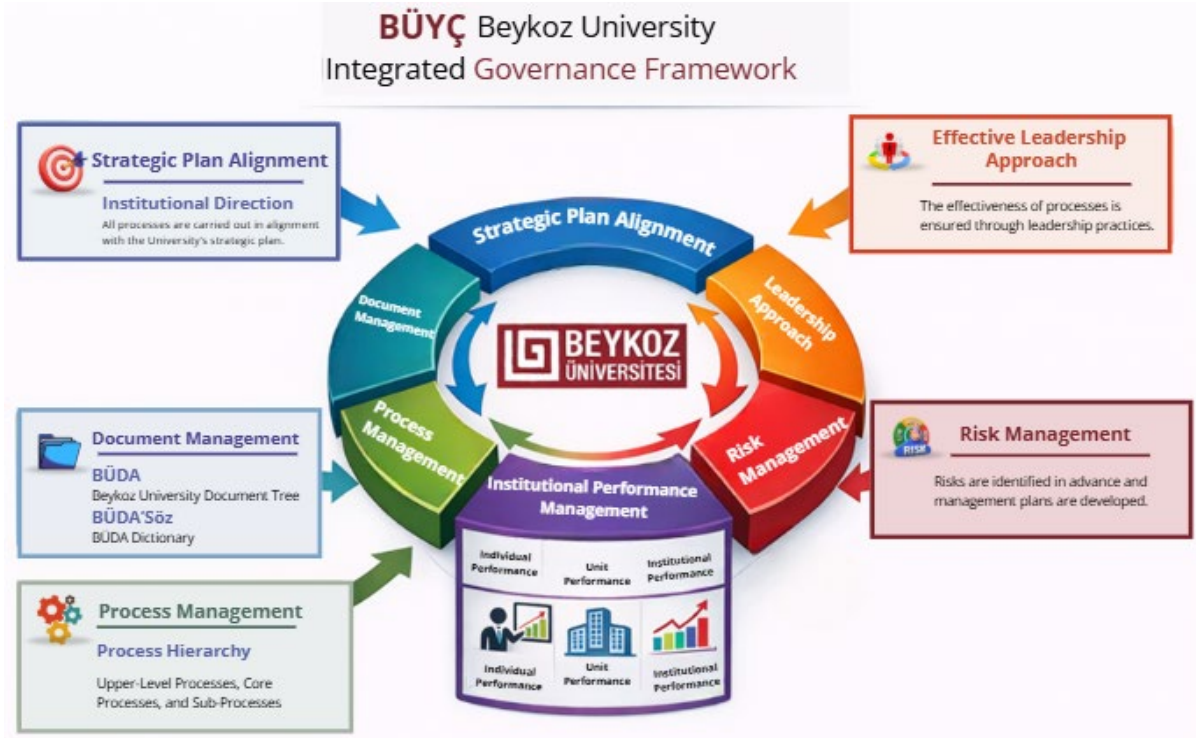 BÜYÇ Beykoz University
Integrated Governance Framework
Strategic Plan Alignment
Institutional Direction
All processes are carried out in alignment
with the University's strategic plan.
Effective Leadership
Approach
The effectiveness of processes is
ensured through leadership practices.
Strategic Plan Alignment
Document
Management
Leadership
Approach
BEYKOZ
ÜNİVERSİTESİ
Process
Management
Risk
Management
Document Management
BÜDA
Beykoz University Document Tree
BÜDA'Söz
BÜDA Dictionary
Risk Management
RISK
Risks are identified in advance and
management plans are developed.
Institutional Performance
Management
Individual
Performance
Unit
Performance
Institutional
Performance
Individual
Performance
Unit
Performance
Institutional
Performance
Process Management
Process Hierarchy
Upper-Level Processes, Core
Processes, and Sub-Processes